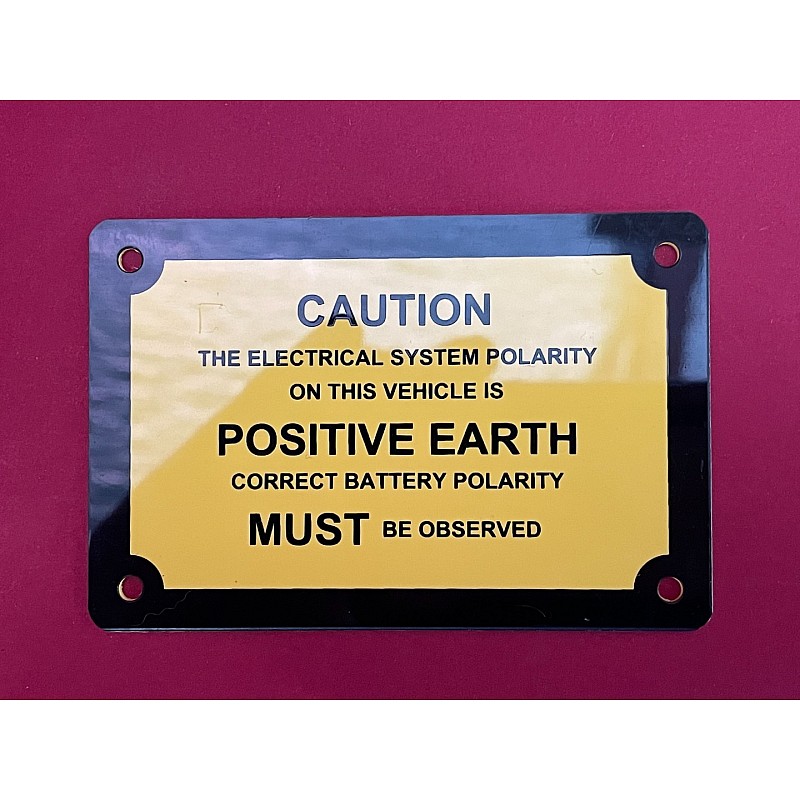 CAUTION
THE ELECTRICAL SYSTEM POLARITY
ON THIS VEHICLE IS
POSITIVE EARTH
CORRECT BATTERY POLARITY
MUST BE OBSERVED